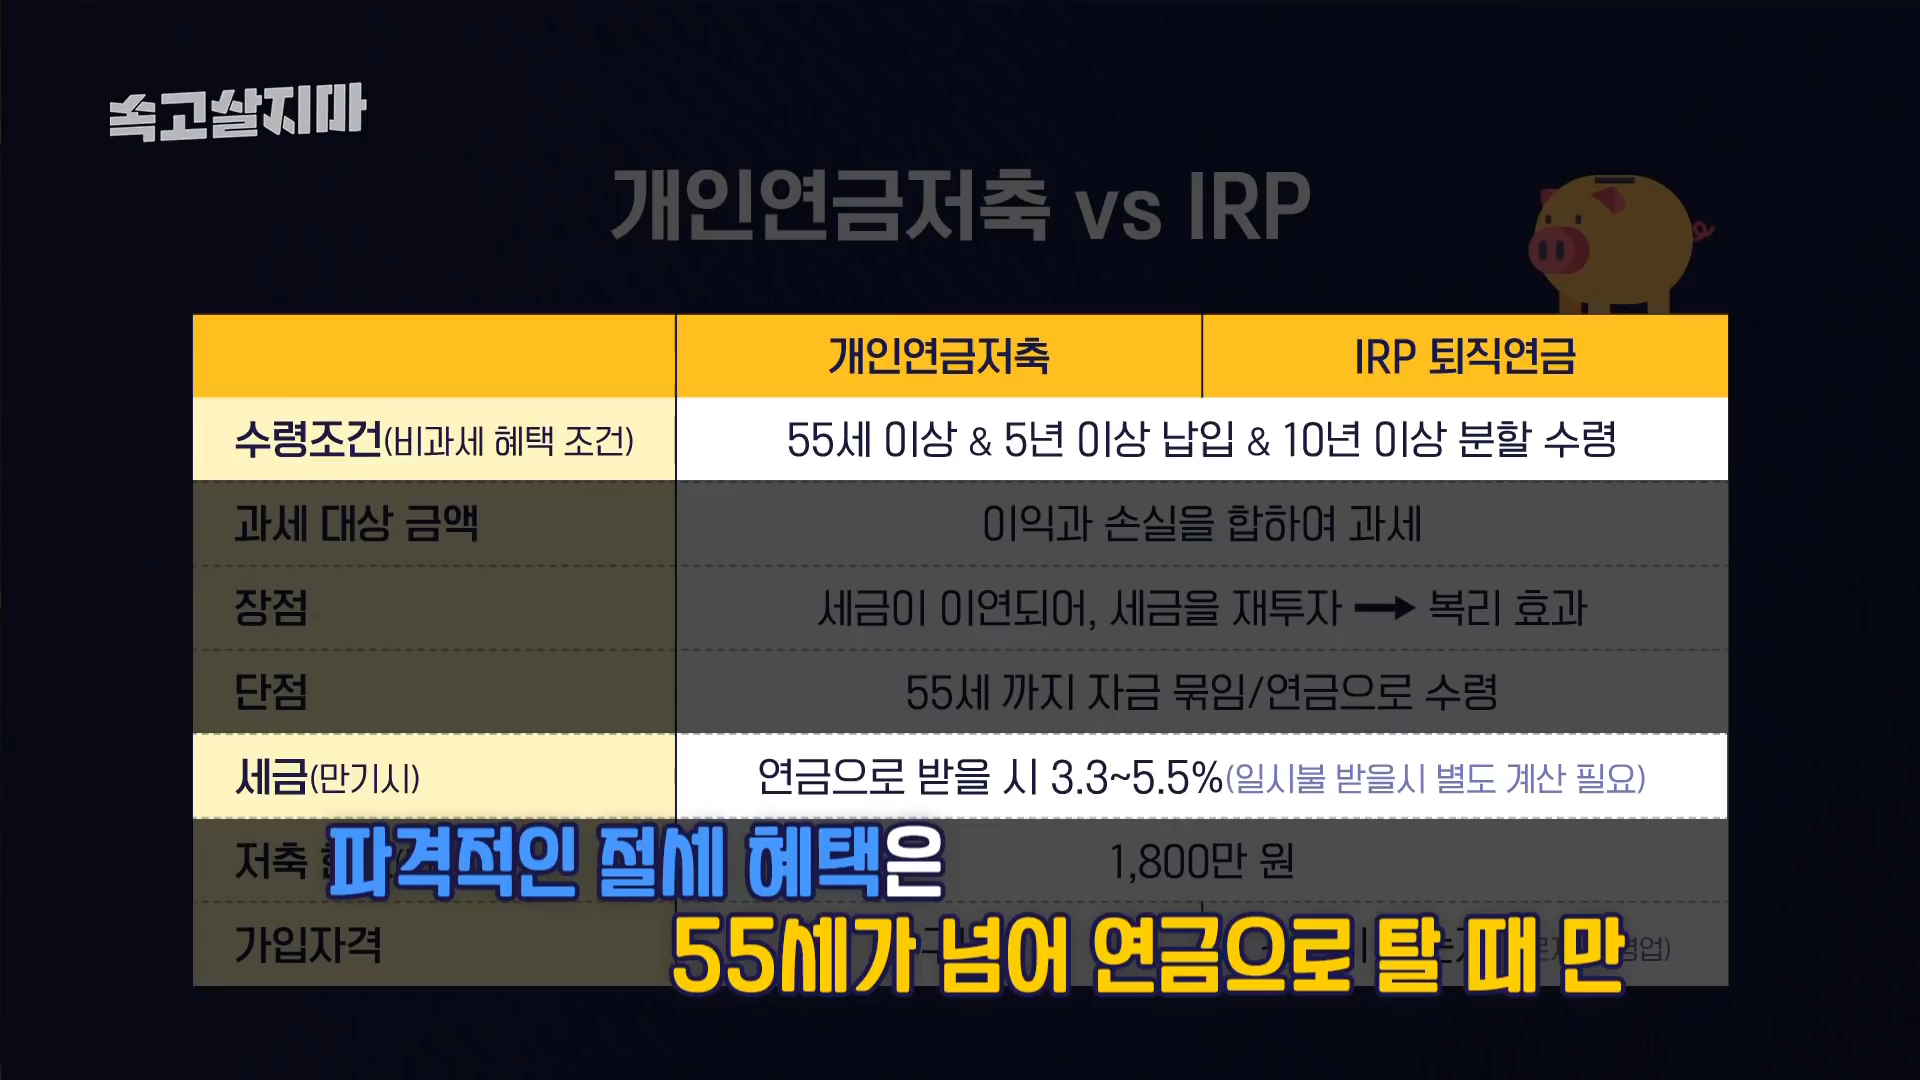 속고살지마
개인연금저축 vs IRP
개인연금저축 IRP 퇴직연금
수령조건(비과세 혜택 조건) 55세 이상 & 5년 이상 납입 & 10년 이상 분할 수령
과세 대상 금액 이익과 손실을 합하여 과세
장점 세금이 이연되어, 세금을 재투자 → 복리 효과
단점 55세 까지 자금 묶임/연금으로 수령
세금(만기시) 연금으로 받을 시 3.3~5.5%(일시불 받을시 별도 계산 필요)
저축 1,800만 원
파격적인 절세 혜택은
가입자격
55세가 넘어 연금으로 탈 때 만